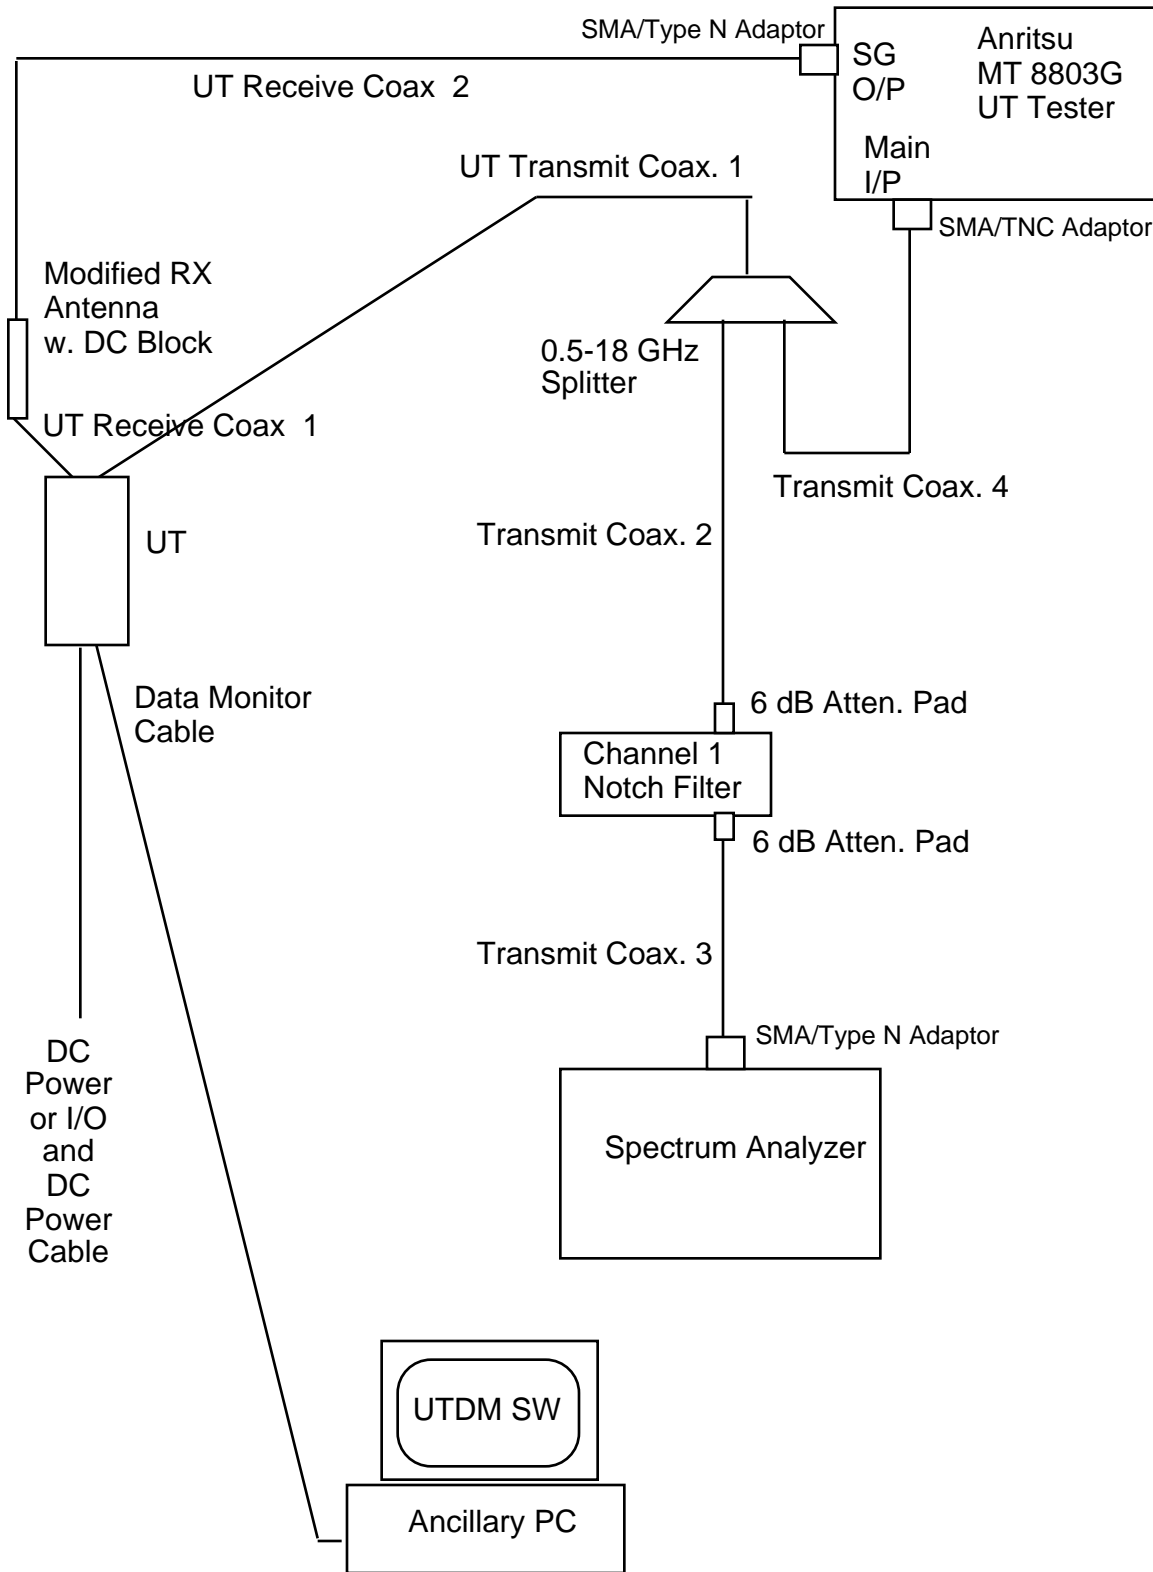 SMA/Type N Adaptor
SG
O/P
Anritsu
MT 8803G
UT Tester
UT Receive Coax  2
Main
I/P
UT Transmit Coax. 1
SMA/TNC Adaptor
Modified RX
Antenna
w. DC Block
0.5-18 GHz
Splitter
UT Receive Coax  1
Transmit Coax. 4
Transmit Coax. 2
UT
Data Monitor
Cable
6 dB Atten. Pad
Channel 1
Notch Filter
6 dB Atten. Pad
Transmit Coax. 3
SMA/Type N Adaptor
DC
Power
or I/O
and
DC
Power
Cable
Spectrum Analyzer
UTDM SW
Ancillary PC